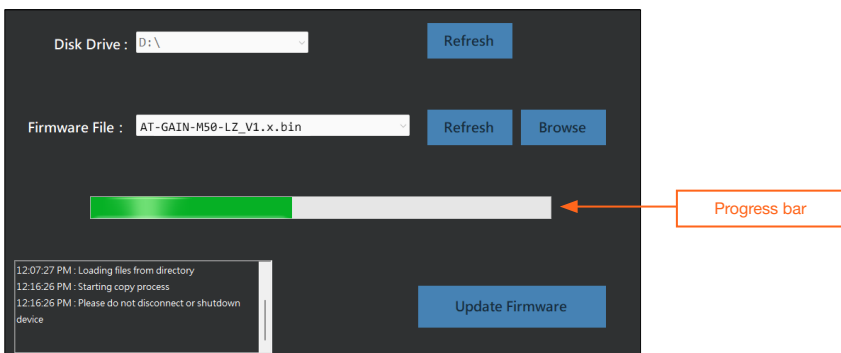 Disk Drive : D:\ Refresh
Firmware File : AT-GAIN-M50-LZ_V1.x.bin Refresh Browse
Progress bar
12:07:27 PM : Loading files from directory
12:16:26 PM : Starting copy process
12:16:26 PM : Please do not disconnect or shutdown
device
Update Firmware